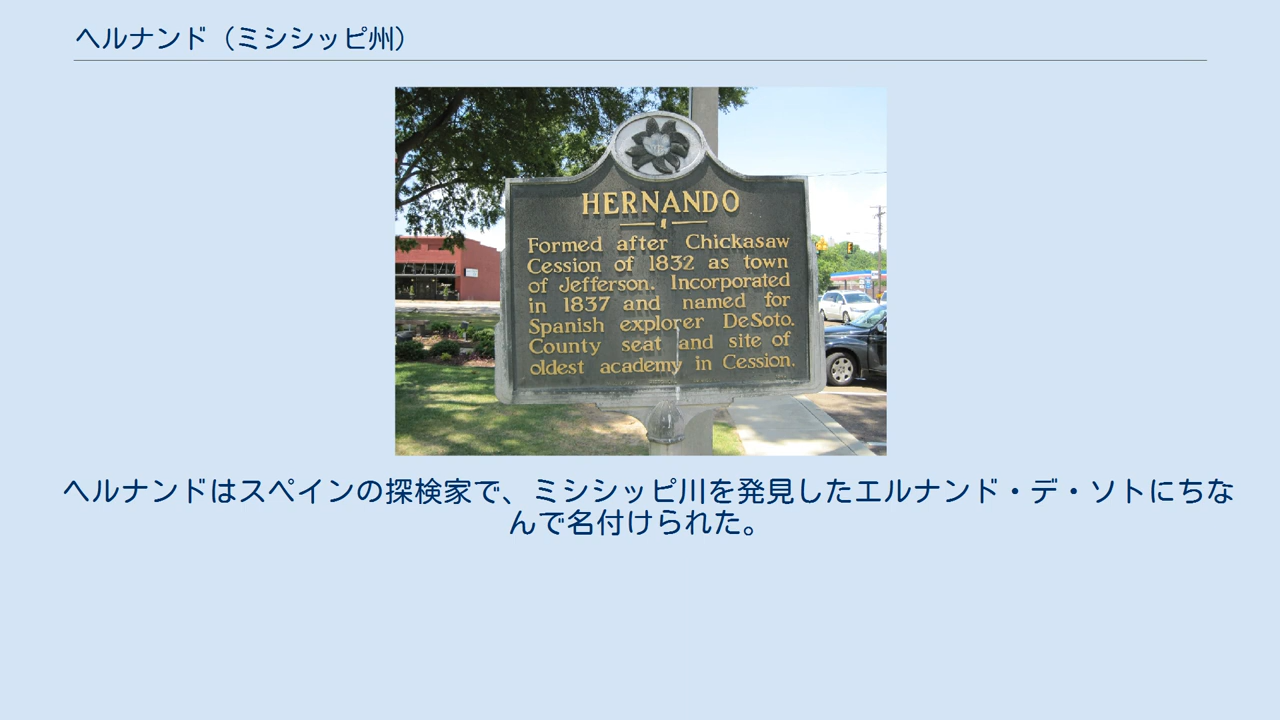 ヘルナンド（ミシシッピ州）
HERNANDO
Formed after Chickasaw
Cession of 1832 as town
of Jefferson. Incorporated
in 1837 and named for
Spanish explorer DeSoto.
County seat and site of
oldest academy in Cession.
ヘルナンドはスペインの探検家で、ミシシッピ川を発見したエルナンド・デ・ソトにちな
んで名付けられた。